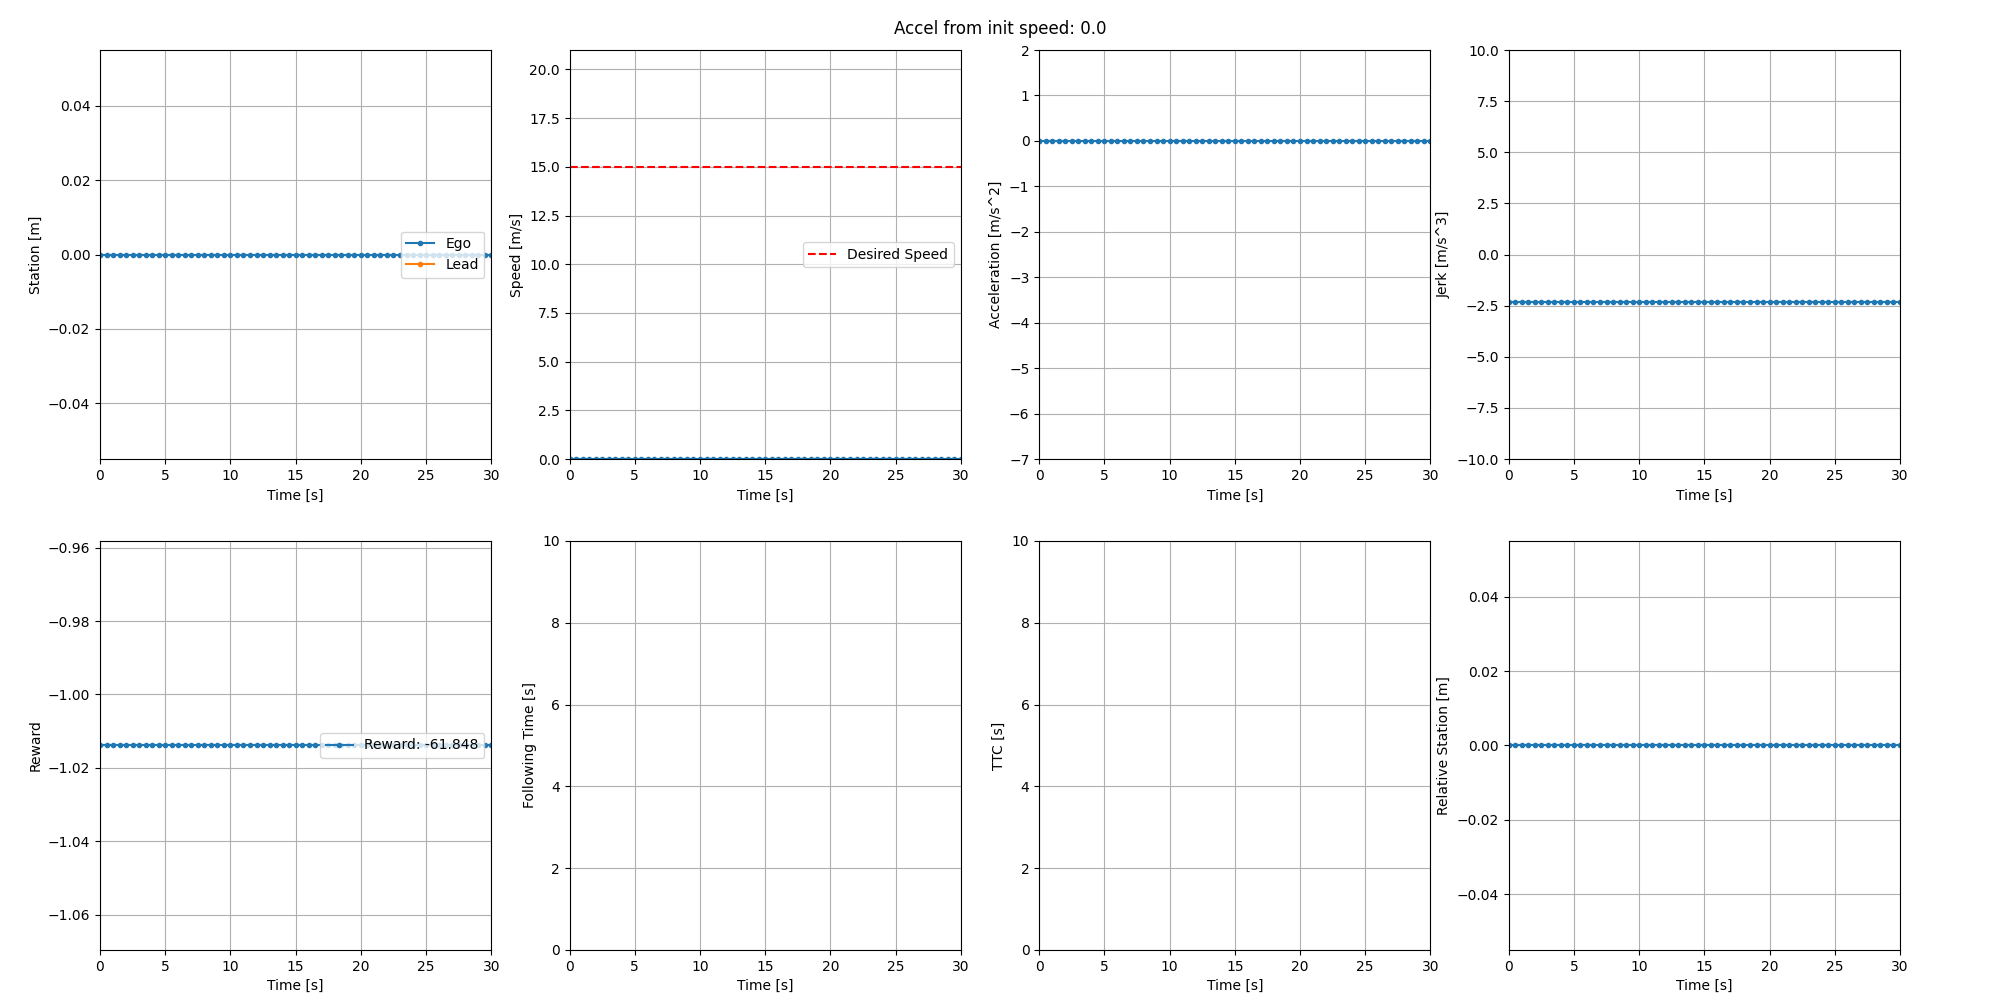 Accel from init speed: 0.0
0.04
0.02
0.00
−0.02
−0.04
Station [m]
Ego
Lead
0 5 10 15 20 25 30
Time [s]
20.0
17.5
15.0
12.5
10.0
7.5
5.0
2.5
0.0
Speed [m/s]
Desired Speed
0 5 10 15 20 25 30
Time [s]
2
1
0
−1
−2
−3
−4
−5
−6
−7
Acceleration [m/s^2]
0 5 10 15 20 25 30
Time [s]
10.0
7.5
5.0
2.5
0.0
−2.5
−5.0
−7.5
−10.0
Jerk [m/s^3]
0 5 10 15 20 25 30
Time [s]
−0.96
−0.98
−1.00
−1.02
−1.04
−1.06
Reward
Reward: -61.848
0 5 10 15 20 25 30
Time [s]
10
8
6
4
2
0
Following Time [s]
0 5 10 15 20 25 30
Time [s]
10
8
6
4
2
0
TTC [s]
0 5 10 15 20 25 30
Time [s]
0.04
0.02
0.00
−0.02
−0.04
Relative Station [m]
0 5 10 15 20 25 30
Time [s]